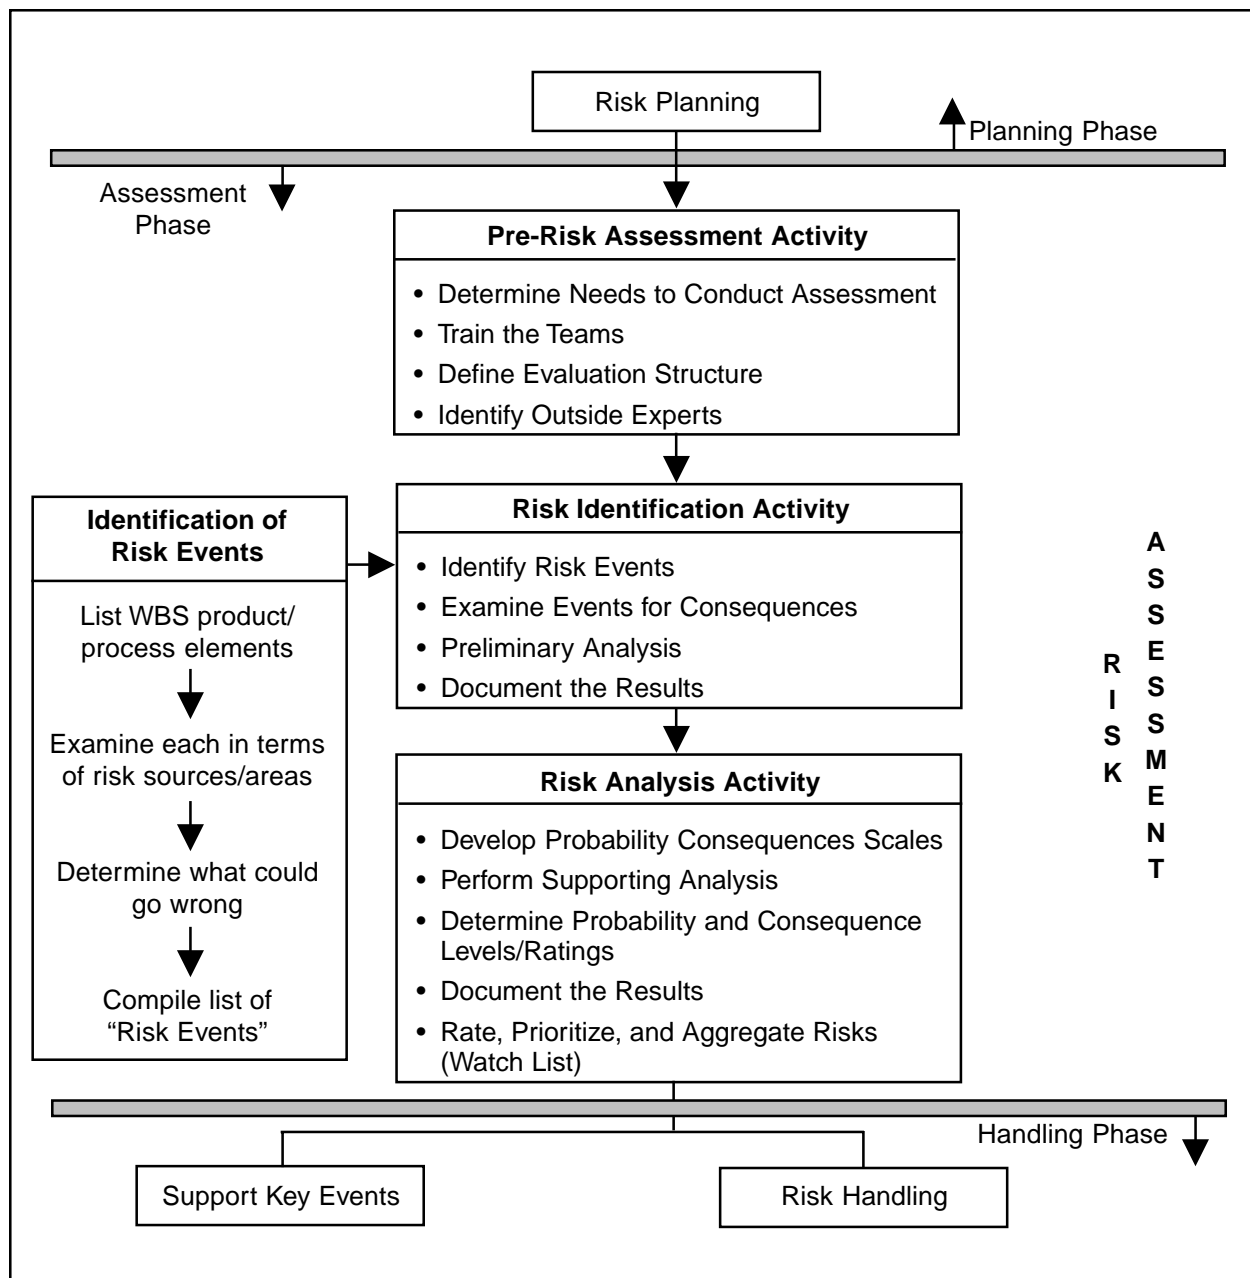 Risk Planning
Planning Phase
Assessment
Phase
Pre-Risk Assessment Activity
• Determine Needs to Conduct Assessment
• Train the Teams
• Define Evaluation Structure
• Identify Outside Experts
Identification of
Risk Events
List WBS product/
process elements
Examine each in terms
of risk sources/areas
Determine what could
go wrong
Compile list of
“Risk Events”
Risk Identification Activity
• Identify Risk Events
• Examine Events for Consequences
• Preliminary Analysis
• Document the Results
Risk Analysis Activity
• Develop Probability Consequences Scales
• Perform Supporting Analysis
• Determine Probability and Consequence
Levels/Ratings
• Document the Results
• Rate, Prioritize, and Aggregate Risks
(Watch List)
RISK
ASSESSMENT
Handling Phase
Support Key Events
Risk Handling